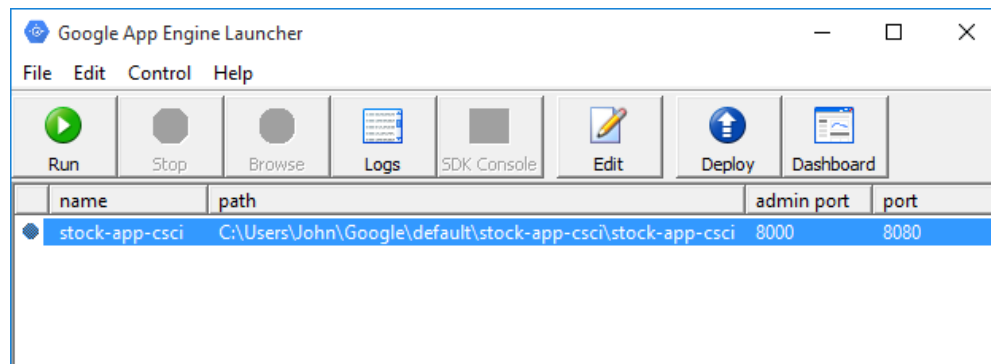 Google App Engine Launcher
File Edit Control Help
Run Stop Browse Logs SDK Console Edit Deploy Dashboard
name path admin port port
stock-app-csci C:\Users\John\Google\default\stock-app-csci\stock-app-csci 8000 8080